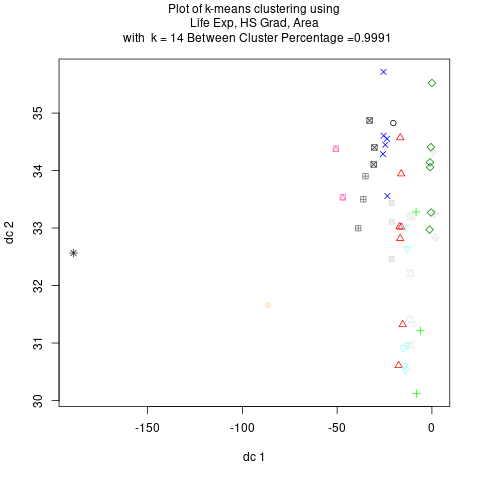 Plot of k-means clustering using
Life Exp, HS Grad, Area
with k = 14 Between Cluster Percentage =0.9991
35
34
33
32
31
30
dc 2
-150
-100
-50
0
dc 1